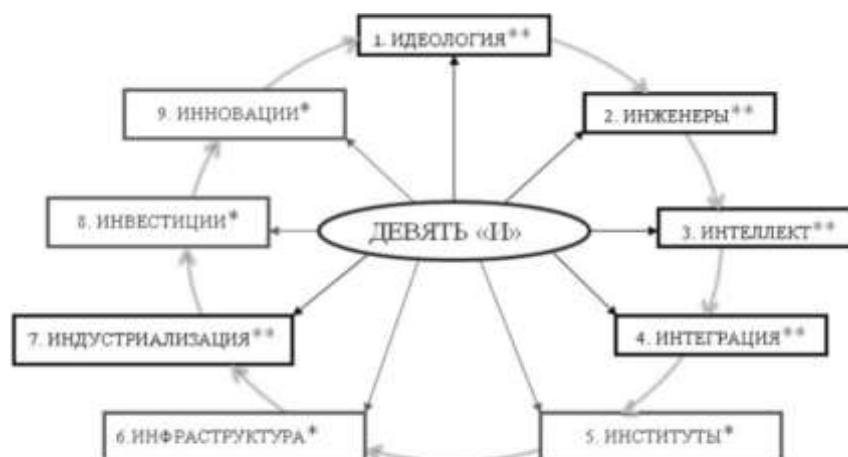 1. ИДЕОЛОГИЯ**
2. ИНЖЕНЕРЫ**
3. ИНТЕЛЛЕКТ**
4. ИНТЕГРАЦИЯ**
5. ИНСТИТУТЫ*
6.ИНФРАСТРУКТУРА*
7. ИНДУСТРИАЛИЗАЦИЯ**
8. ИНВЕСТИЦИИ*
9. ИННОВАЦИИ*
ДЕВЯТЬ «И»